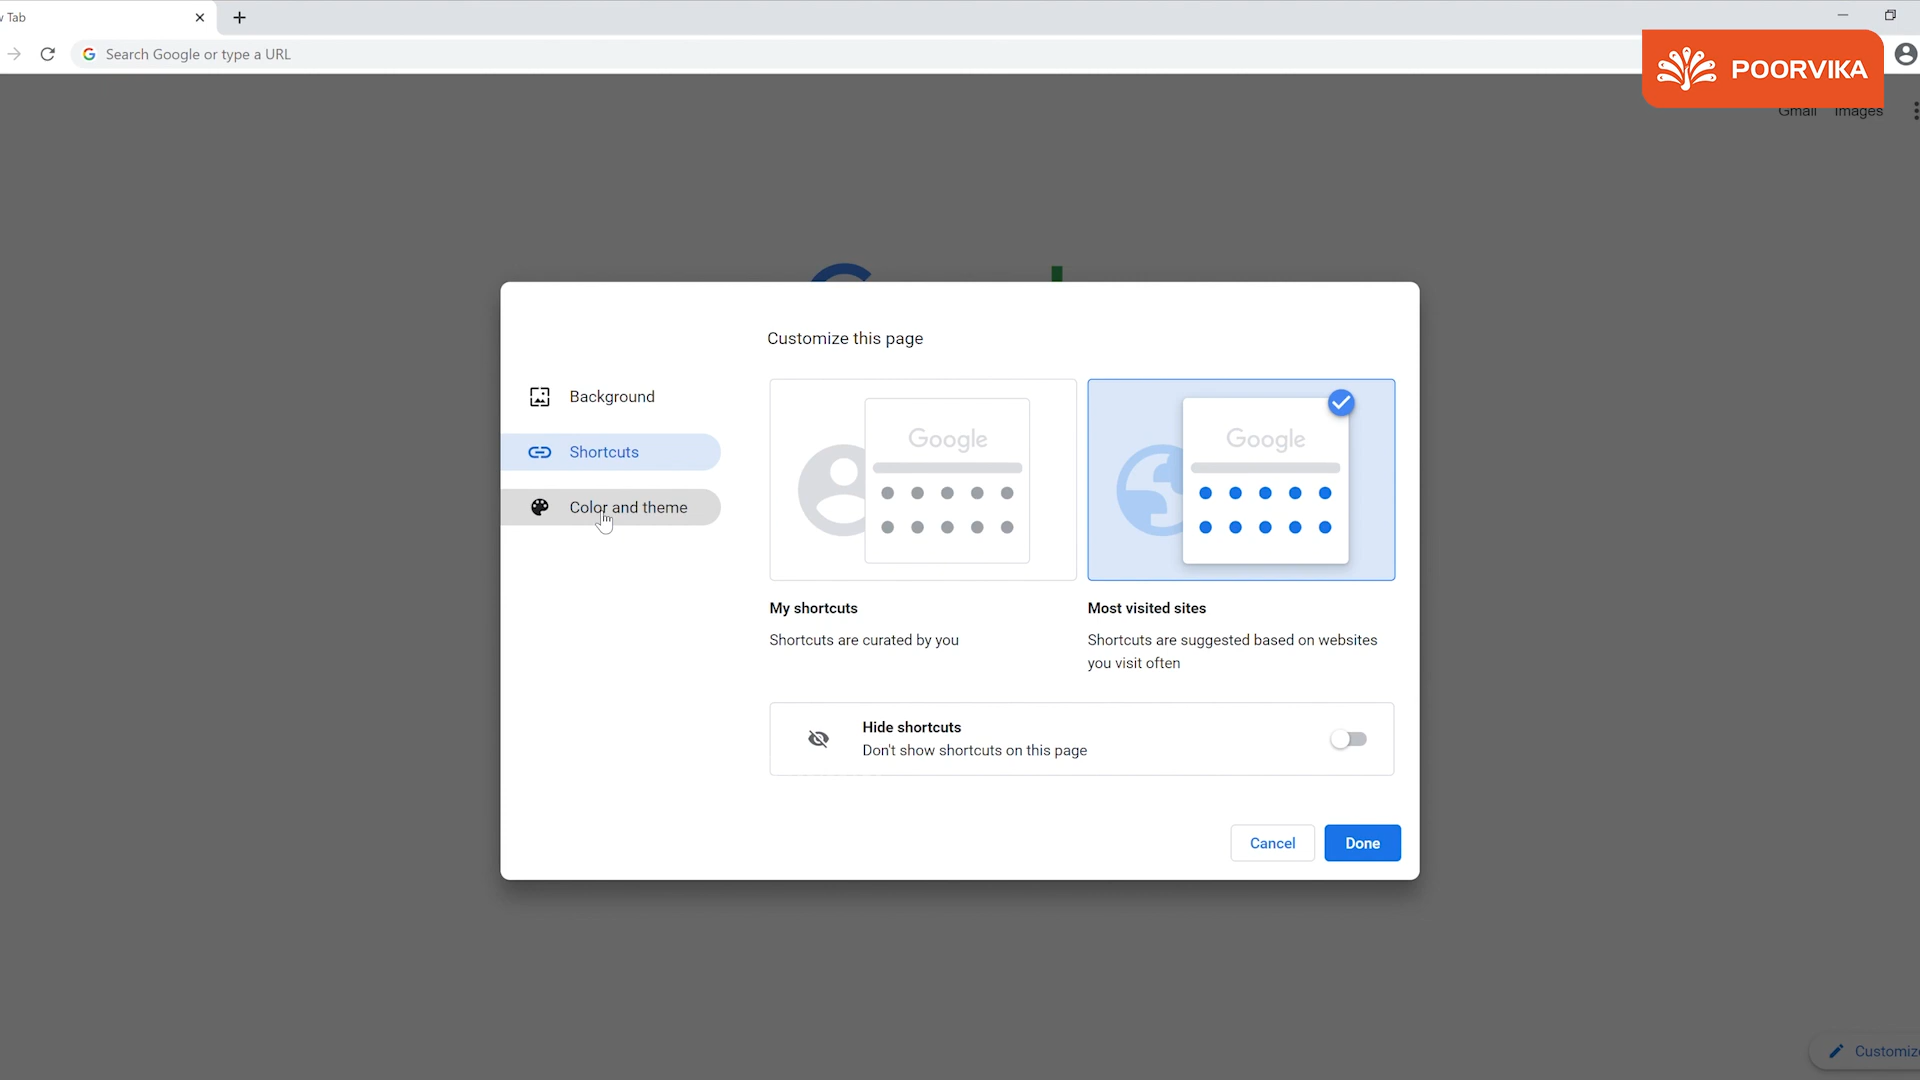 Tab
Search Google or type a URL
POORVIKA
Gmail Images
Customize this page
Background
Shortcuts
Color and theme
Google
Google
My shortcuts
Shortcuts are curated by you
Most visited sites
Shortcuts are suggested based on websites
you visit often
Hide shortcuts
Don't show shortcuts on this page
Cancel
Done
Customize